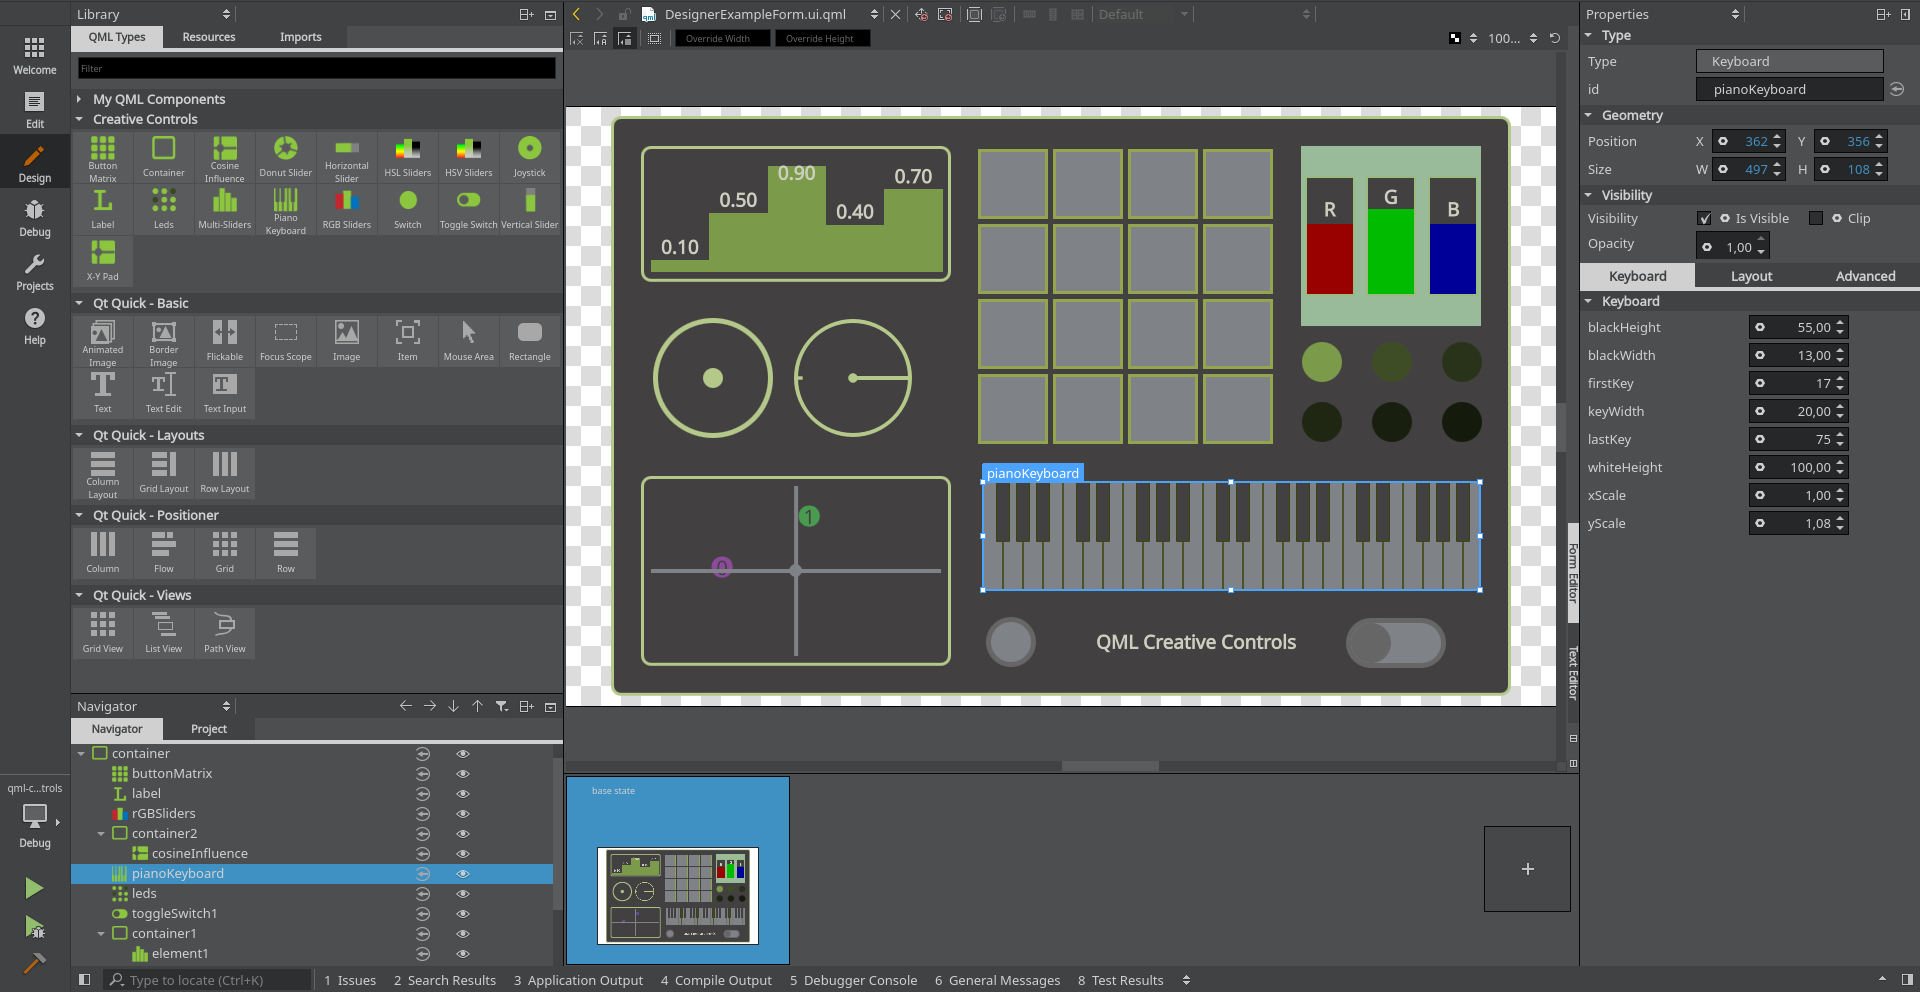 Library
DesignerExampleForm.ui.qml
Default
Properties
QML Types
Resources
Imports
Override Width
Override Height
100...
Filter
Welcome
Edit
Design
Debug
Projects
Help
qml-c...trols
Debug
My QML Components
Creative Controls
Button Matrix
Container
Cosine Influence
Donut Slider
Horizontal Slider
HSL Sliders
HSV Sliders
Joystick
Label
Leds
Multi-Sliders
Piano Keyboard
RGB Sliders
Switch
Toggle Switch
Vertical Slider
X-Y Pad
Qt Quick - Basic
Animated Image
Border Image
Flickable
Focus Scope
Image
Item
Mouse Area
Rectangle
Text
Text Edit
Text Input
Qt Quick - Layouts
Column Layout
Grid Layout
Row Layout
Qt Quick - Positioner
Column
Flow
Grid
Row
Qt Quick - Views
Grid View
List View
Path View
Navigator
Navigator
Project
container
buttonMatrix
label
rGBSliders
container2
cosineInfluence
pianoKeyboard
leds
toggleSwitch1
container1
element1
0.10
0.50
0.90
0.40
0.70
R
G
B
1
0
pianoKeyboard
QML Creative Controls
base state
Form Editor
Text Editor
Type
Type
Keyboard
id
pianoKeyboard
Geometry
Position X 362 Y 356
Size W 497 H 108
Visibility
Visibility
Is Visible
Clip
Opacity
1,00
Keyboard
Layout
Advanced
Keyboard
blackHeight 55,00
blackWidth 13,00
firstKey 17
keyWidth 20,00
lastKey 75
whiteHeight 100,00
xScale 1,00
yScale 1,08
Type to locate (Ctrl+K)
1 Issues
2 Search Results
3 Application Output
4 Compile Output
5 Debugger Console
6 General Messages
8 Test Results